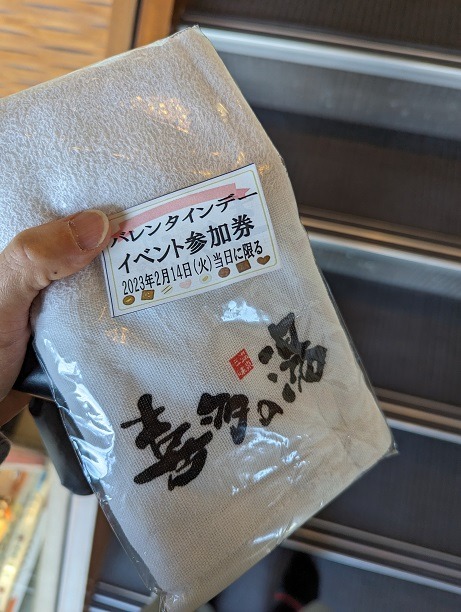 バレンタインデー
イベント参加券
2023年2月14日(火)当日に限る
喜多の湯